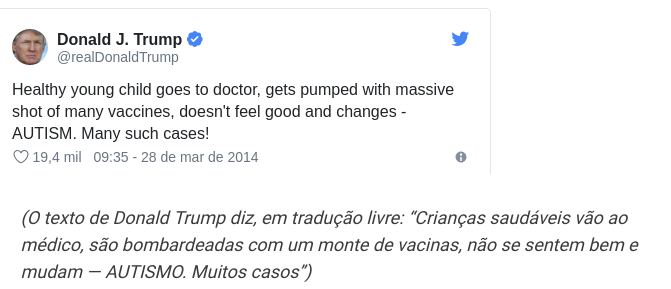 Donald J. Trump
@realDonaldTrump
Healthy young child goes to doctor, gets pumped with massive
shot of many vaccines, doesn't feel good and changes -
AUTISM. Many such cases!
19,4 mil 09:35 - 28 de mar de 2014
(O texto de Donald Trump diz, em tradução livre: “Crianças saudáveis vão ao
médico, são bombardeadas com um monte de vacinas, não se sentem bem e
mudam — AUTISMO. Muitos casos”)